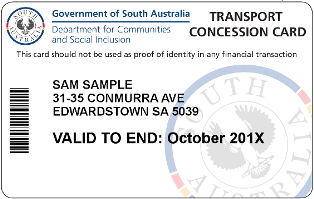 Government of South Australia
Department for Communities
and Social Inclusion
TRANSPORT
CONCESSION CARD
This card should not be used as proof of identity in any financial transaction
SAM SAMPLE
31-35 CONMURRA AVE
EDWARDSTOWN SA 5039
VALID TO END: October 201X
SOUTH
AUSTRALIA